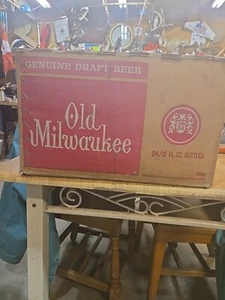 GENUINE DRAFT BEER
Old
Milwaukee
24/12 FL. OZ. BOTTLES